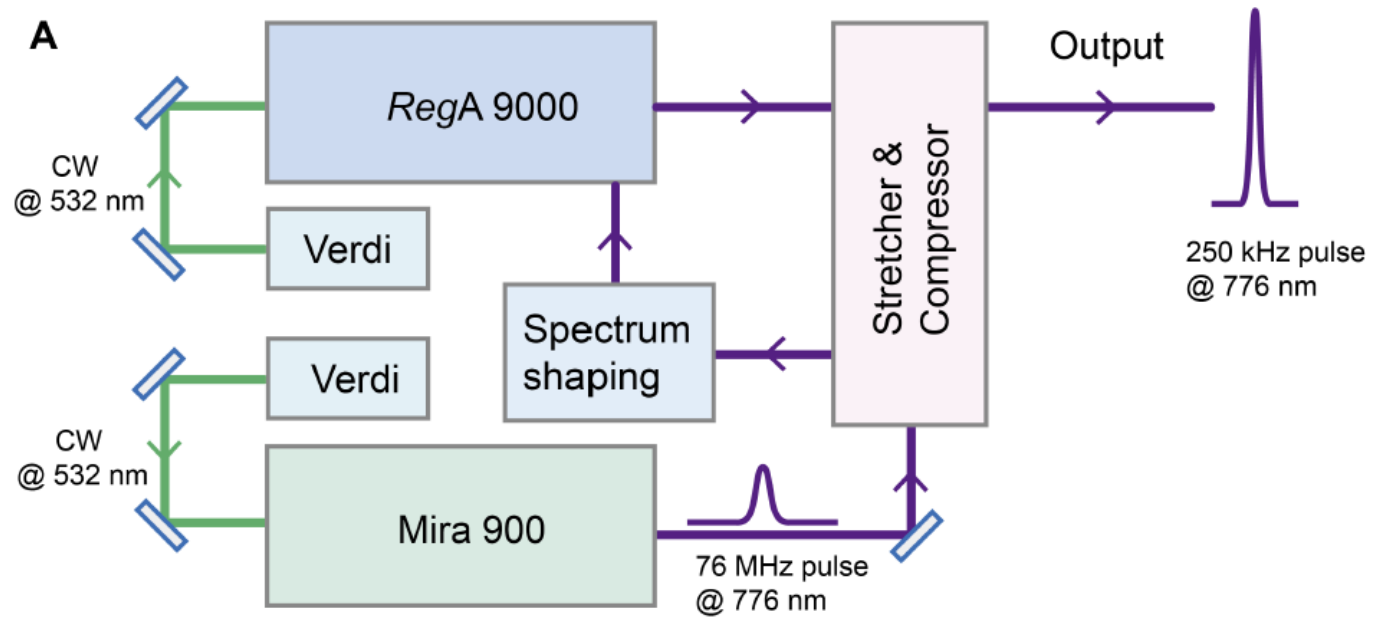 A
RegA 9000
Output
CW
@ 532 nm
Verdi
Stretcher &
Compressor
250 kHz pulse
@ 776 nm
Spectrum
shaping
Verdi
CW
@ 532 nm
Mira 900
76 MHz pulse
@ 776 nm